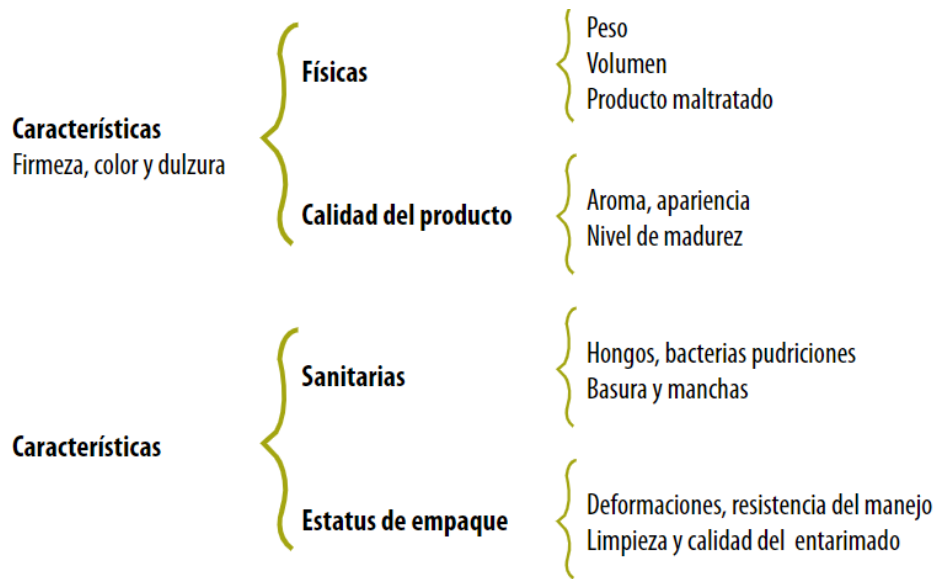 Características
Firmeza, color y dulzura
Físicas
Peso
Volumen
Producto maltratado
Calidad del producto
Aroma, apariencia
Nivel de madurez
Características
Sanitarias
Hongos, bacterias pudriciones
Basura y manchas
Estatus de empaque
Deformaciones, resistencia del manejo
Limpieza y calidad del entarimado